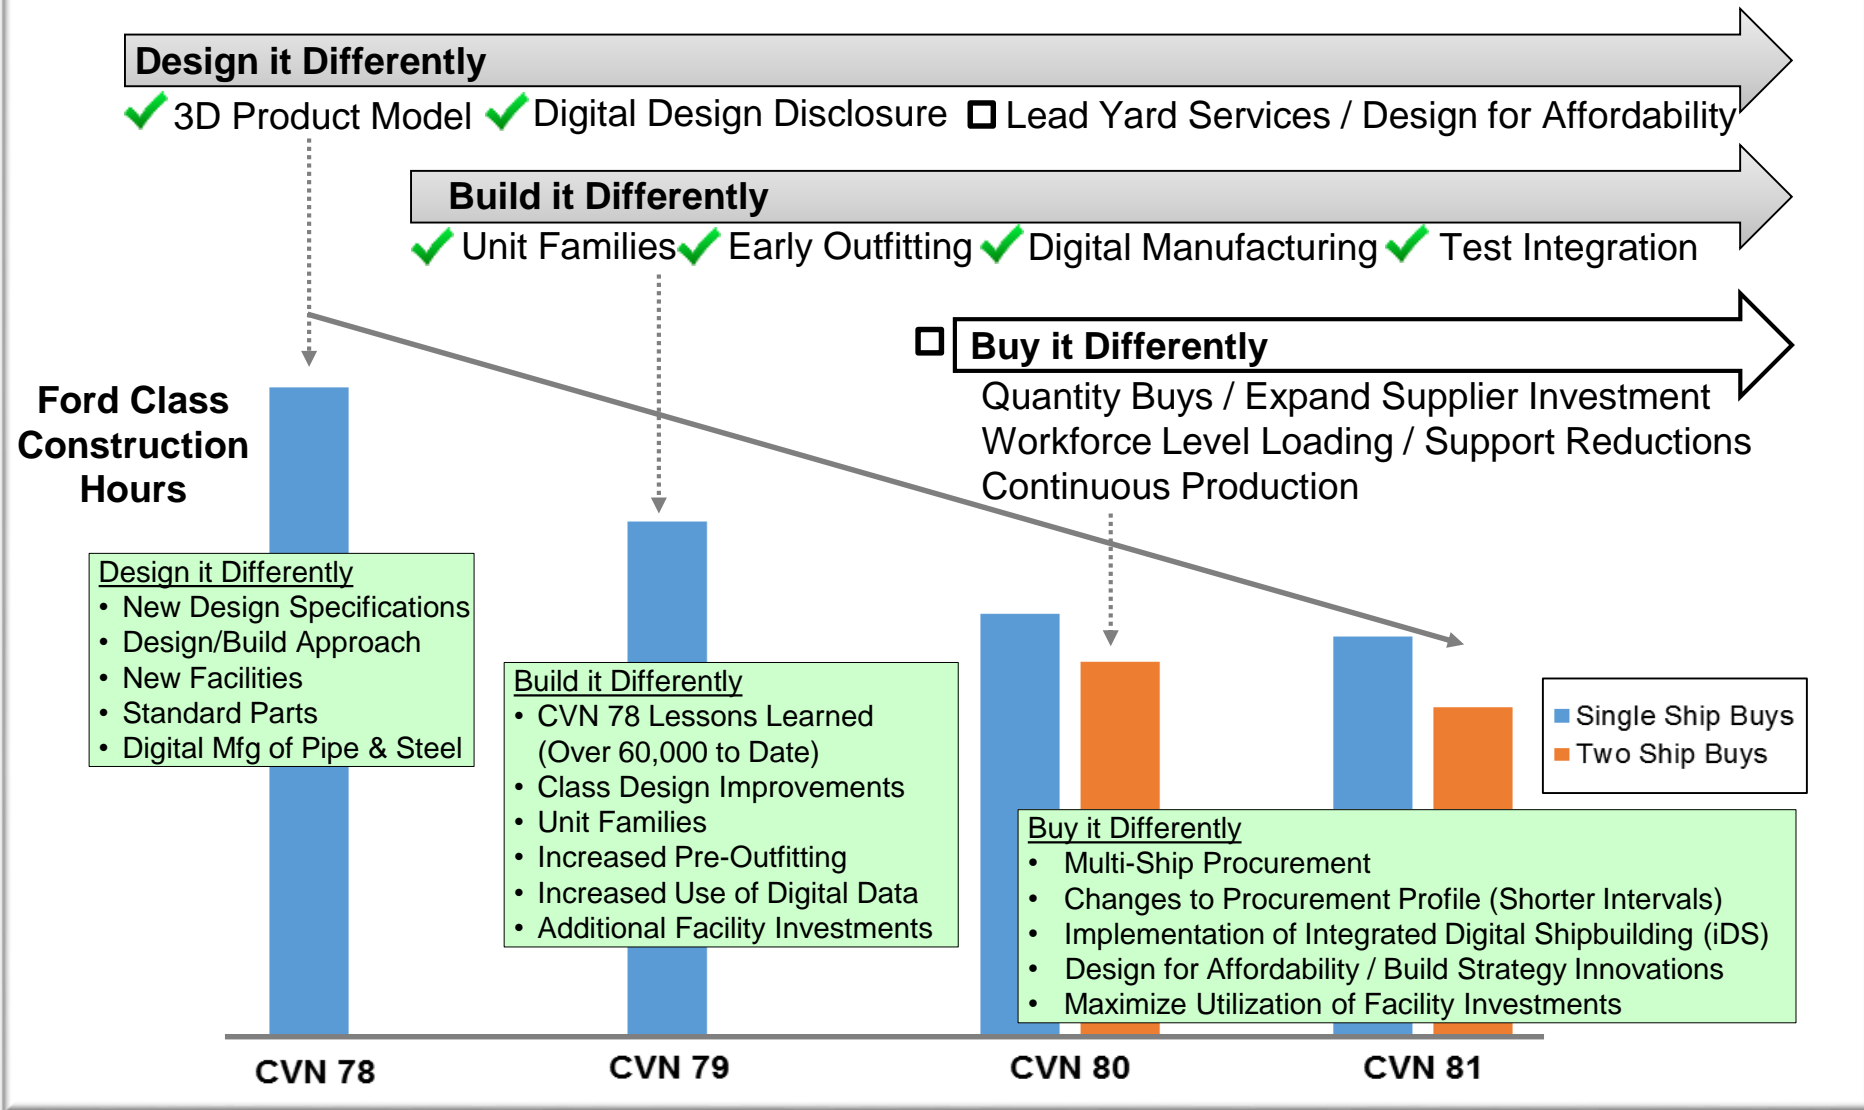 Design it Differently
3D Product Model
Digital Design Disclosure
Lead Yard Services / Design for Affordability
Build it Differently
Unit Families
Early Outfitting
Digital Manufacturing
Test Integration
Buy it Differently
Quantity Buys / Expand Supplier Investment
Workforce Level Loading / Support Reductions
Continuous Production
Ford Class
Construction
Hours
Design it Differently
• New Design Specifications
• Design/Build Approach
• New Facilities
• Standard Parts
• Digital Mfg of Pipe & Steel
Build it Differently
• CVN 78 Lessons Learned
(Over 60,000 to Date)
• Class Design Improvements
• Unit Families
• Increased Pre-Outfitting
• Increased Use of Digital Data
• Additional Facility Investments
Single Ship Buys
Two Ship Buys
Buy it Differently
• Multi-Ship Procurement
• Changes to Procurement Profile (Shorter Intervals)
• Implementation of Integrated Digital Shipbuilding (iDS)
• Design for Affordability / Build Strategy Innovations
• Maximize Utilization of Facility Investments
CVN 78
CVN 79
CVN 80
CVN 81